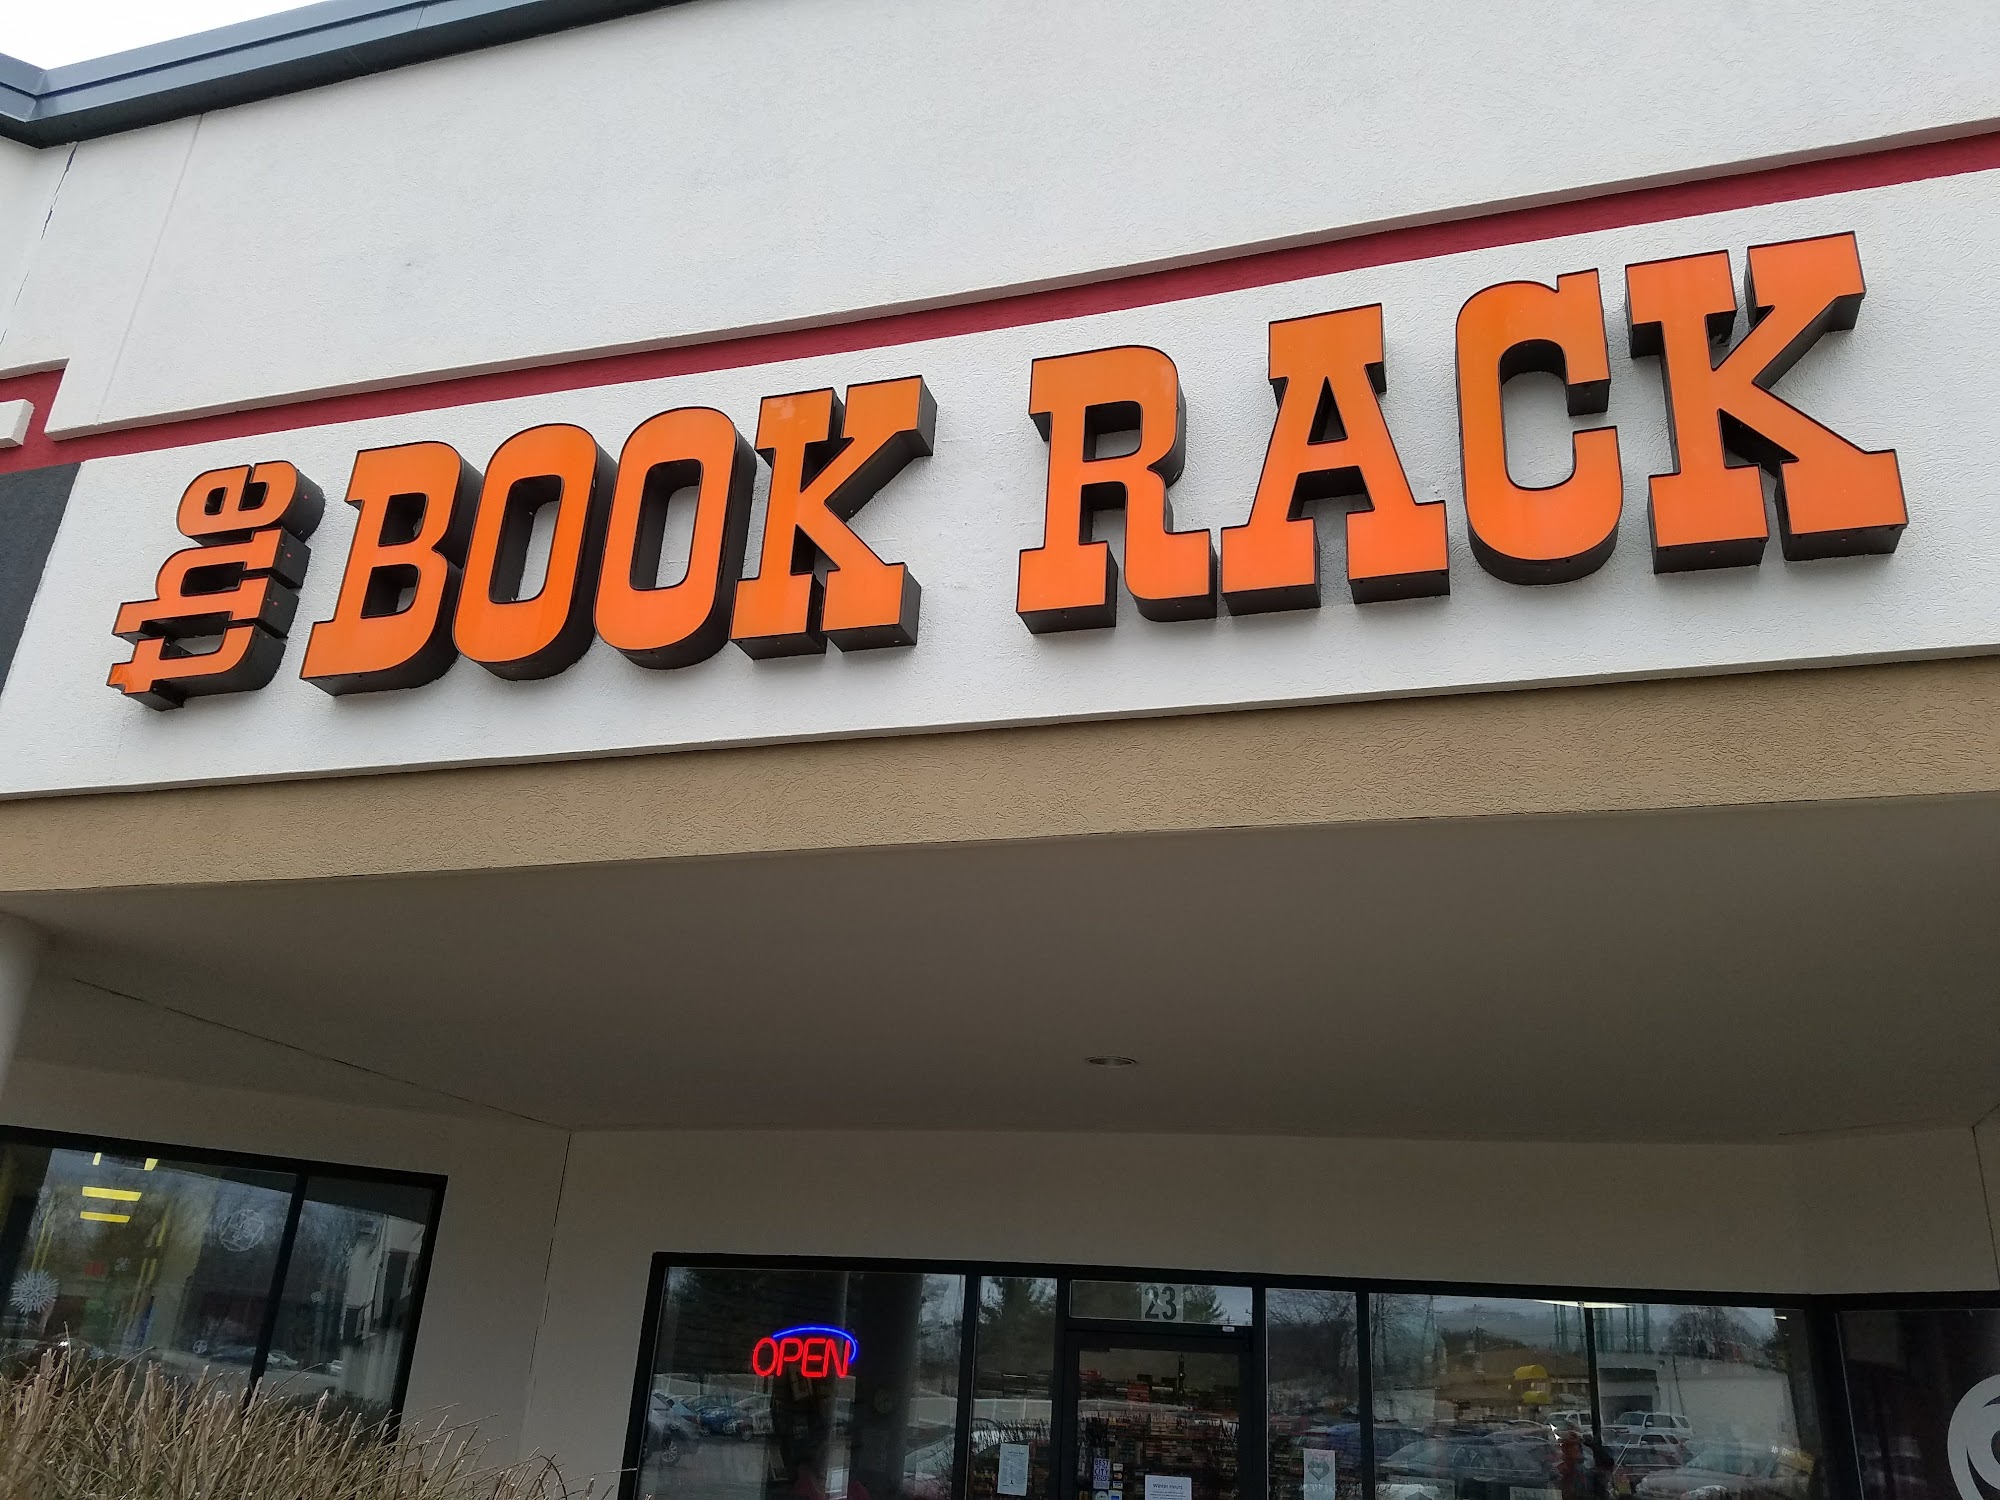 the BOOK RACK
OPEN
23